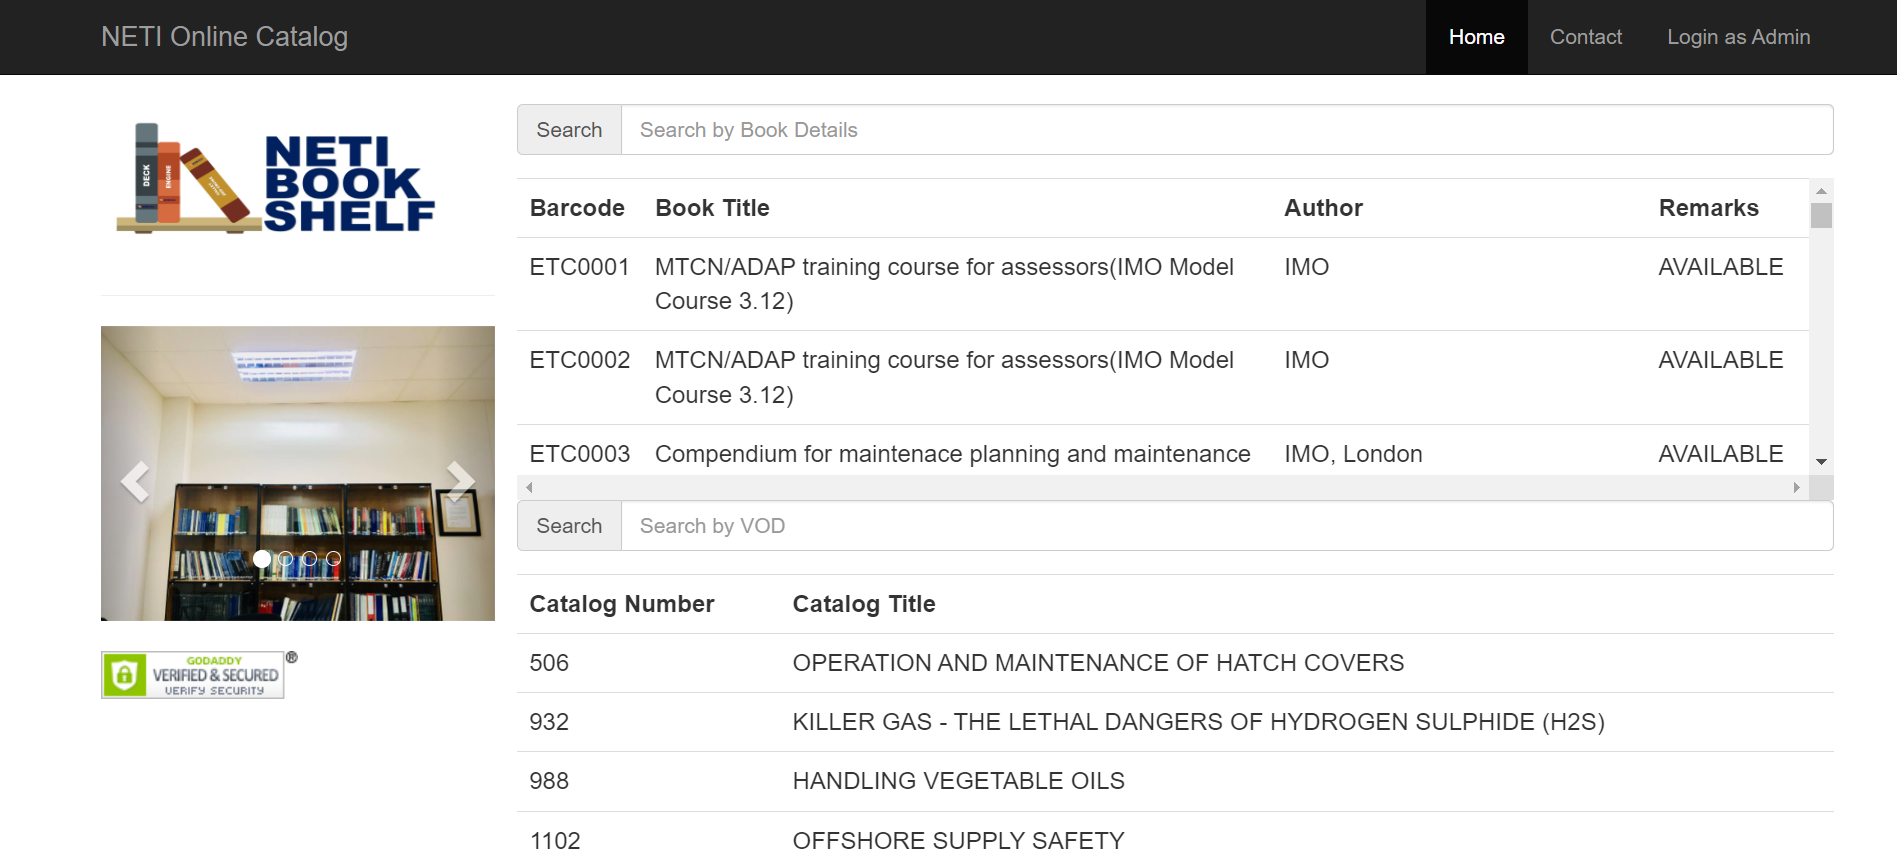 NETI Online Catalog
Home
Contact
Login as Admin
DECK
ENGINE
NETI
BOOK
SHELF
GODADDY
VERIFIED & SECURED
VERIFY SECURITY
®
Search
Search by Book Details
Barcode Book Title Author Remarks
ETC0001 MTCN/ADAP training course for assessors(IMO Model IMO AVAILABLE
Course 3.12)
ETC0002 MTCN/ADAP training course for assessors(IMO Model IMO AVAILABLE
Course 3.12)
ETC0003 Compendium for maintenace planning and maintenance IMO, London AVAILABLE
Search
Search by VOD
Catalog Number Catalog Title
506 OPERATION AND MAINTENANCE OF HATCH COVERS
932 KILLER GAS - THE LETHAL DANGERS OF HYDROGEN SULPHIDE (H2S)
988 HANDLING VEGETABLE OILS
1102 OFFSHORE SUPPLY SAFETY